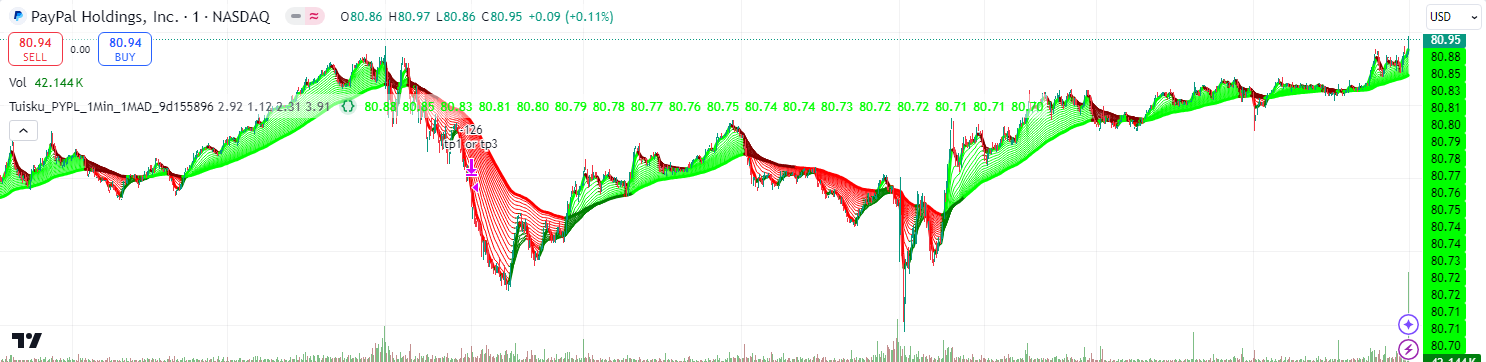 PayPal Holdings, Inc. · 1 · NASDAQ O80.86 H80.97 L80.86 C80.95 +0.09 (+0.11%)
USD
80.94 SELL
0.00
80.94 BUY
Vol 42.144K
Tuisku_PYPL_1Min_1MAD_9d155896 2.92 1.12 2.31 3.91 80.88 80.85 80.83 80.81 80.80 80.79 80.78 80.77 80.76 80.75 80.74 80.74 80.73 80.72 80.72 80.71 80.71 80.70
-126
tp1 or tp3
80.95
80.88
80.85
80.83
80.81
80.80
80.78
80.77
80.76
80.75
80.74
80.73
80.72
80.72
80.71
80.71
80.70
42.144K